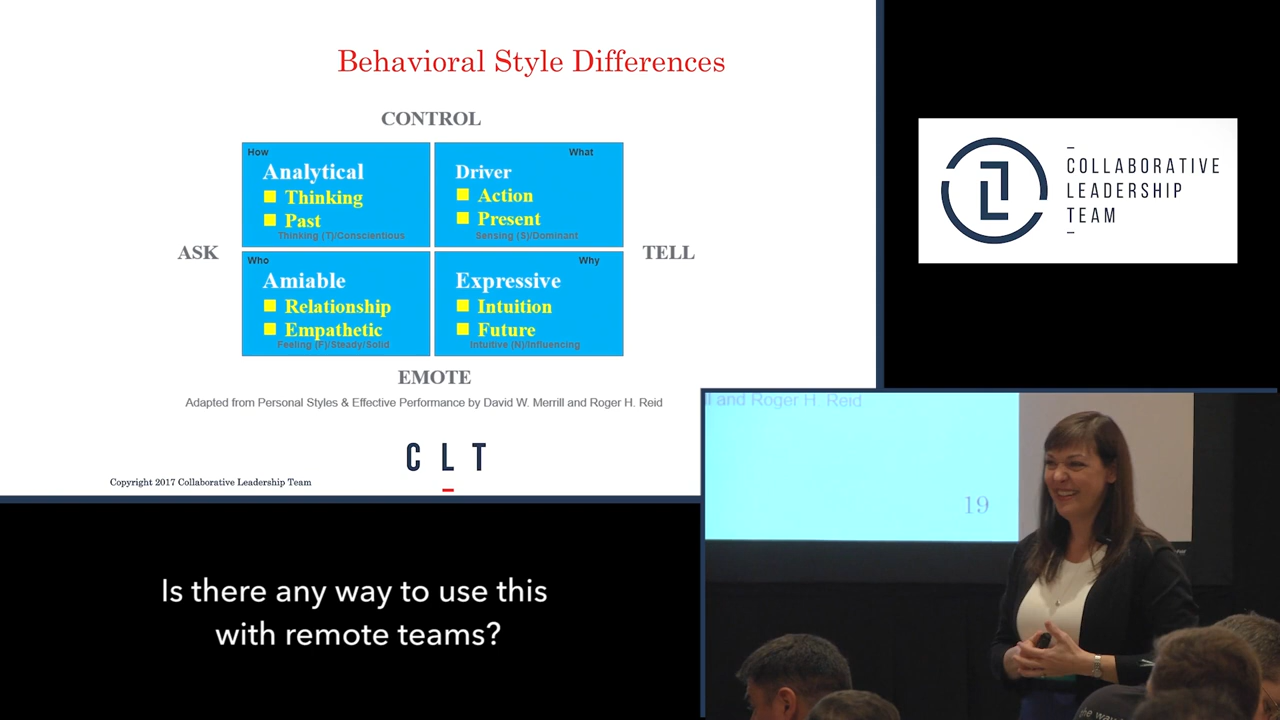 Behavioral Style Differences
CONTROL
How
Analytical
Thinking
Past
Thinking (T)/Conscientious
What
Driver
Action
Present
Sensing (S)/Dominant
ASK
TELL
Who
Amiable
Relationship
Empathetic
Feeling (F)/Steady/Solid
Why
Expressive
Intuition
Future
Intuitive (N)/Influencing
EMOTE
Adapted from Personal Styles & Effective Performance by David W. Merrill and Roger H. Reid
CLT
Copyright 2017 Collaborative Leadership Team
COLLABORATIVE
LEADERSHIP
TEAM
and Roger H. Reid
19
Is there any way to use this
with remote teams?